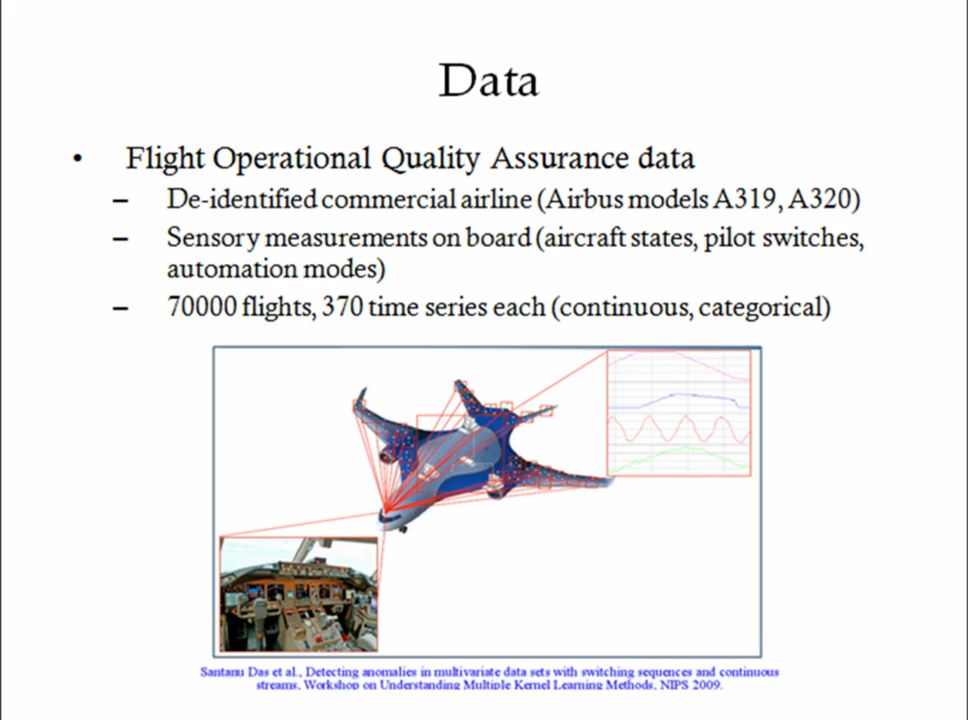 Data
• Flight Operational Quality Assurance data
– De-identified commercial airline (Airbus models A319, A320)
– Sensory measurements on board (aircraft states, pilot switches,
automation modes)
– 70000 flights, 370 time series each (continuous, categorical)
Santanu Das et al., Detecting anomalies in multivariate data sets with switching sequences and continuous
streams, Workshop on Understanding Multiple Kernel Learning Methods, NIPS 2009.